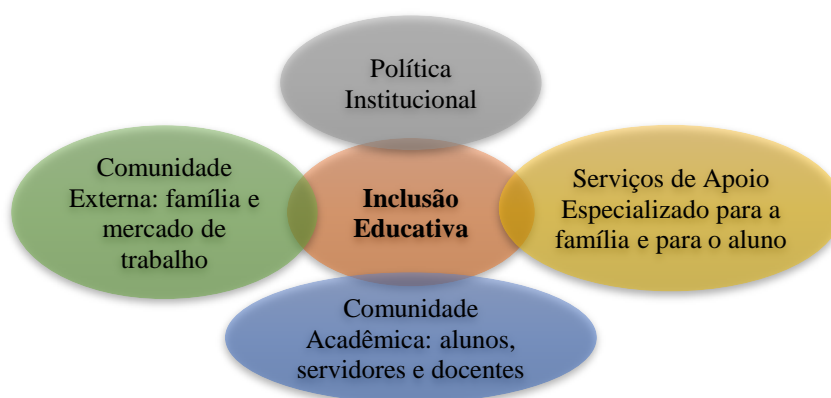 Política
Institucional
Comunidade
Externa: família e
mercado de
trabalho
Inclusão
Educativa
Serviços de Apoio
Especializado para a
família e para o aluno
Comunidade
Acadêmica: alunos,
servidores e docentes